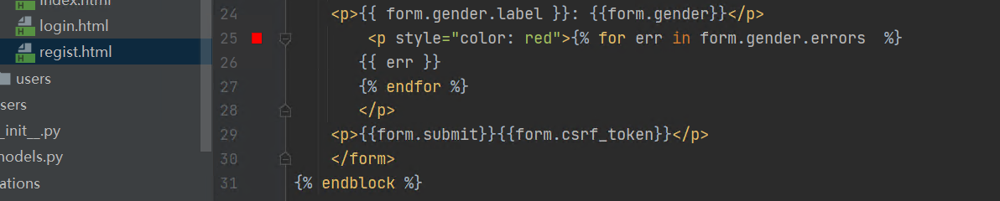 index.html
login.html
regist.html
users
sers
_init__.py
nodels.py
ations
24 <p>{{ form.gender.label }}: {{form.gender}}</p>
25 <p style="color: red">{% for err in form.gender.errors  %}
26 {{ err }}
27 {% endfor %}
28 </p>
29 <p>{{form.submit}}{{form.csrf_token}}</p>
30 </form>
31 {% endblock %}